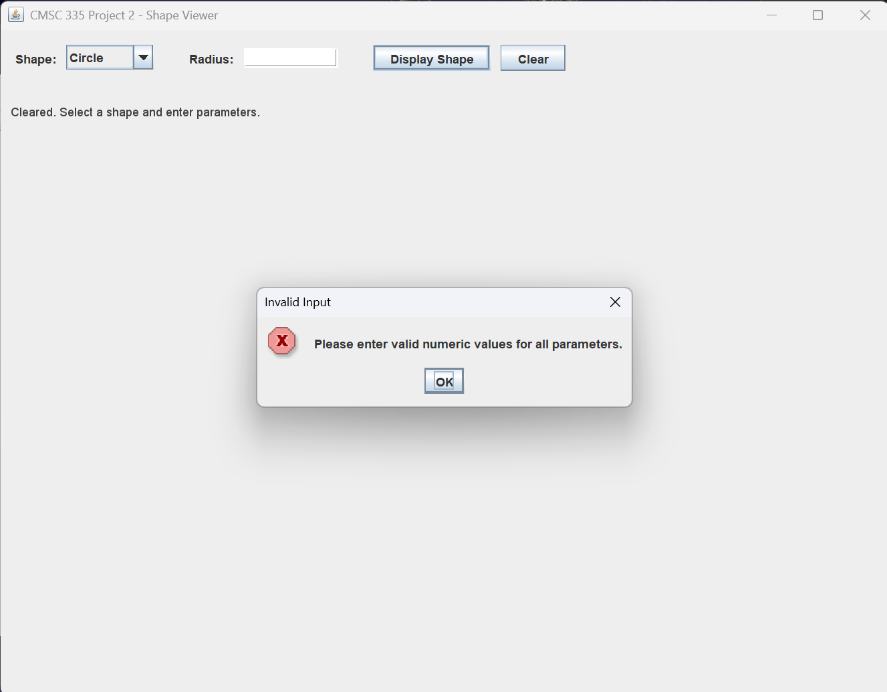 CMSC 335 Project 2 - Shape Viewer
Shape: Circle Radius: Display Shape Clear
Cleared. Select a shape and enter parameters.
Invalid Input
X Please enter valid numeric values for all parameters.
OK